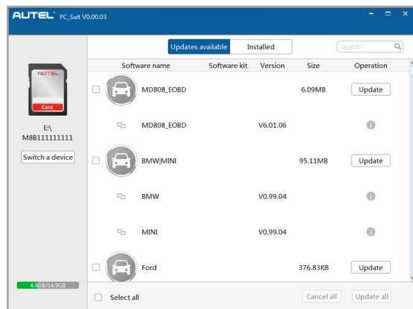 AUTEL PC_Suit V0.00.03
Updates available Installed
search
Software name Software kit Version Size Operation
AUTEL
Card
E:\
M8B111111111
Switch a device
MD808_EOBD 6.09MB Update
MD808_EOBD V6.01.06
BMW|MINI 95.11MB Update
BMW V0.99.04
MINI V0.99.04
Ford 376.83KB Update
4.9GB/14.9GB
Select all Cancel all Update all